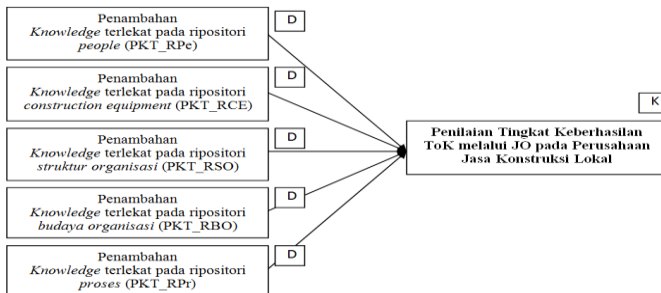 Penambahan
Knowledge terlekat pada ripositori
people (PKT_RPe)
D
Penambahan
Knowledge terlekat pada ripositori
construction equipment (PKT_RCE)
D
Penambahan
Knowledge terlekat pada ripositori
struktur organisasi (PKT_RSO)
D
Penambahan
Knowledge terlekat pada ripositori
budaya organisasi (PKT_RBO)
D
Penambahan
Knowledge terlekat pada ripositori
proses (PKT_RPr)
D
K
Penilaian Tingkat Keberhasilan
ToK melalui JO pada Perusahaan
Jasa Konstruksi Lokal